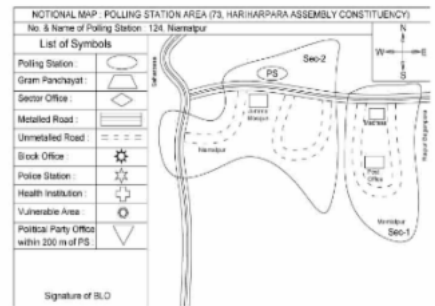 NOTIONAL MAP : POLLING STATION AREA (73, HARIHARPARA ASSEMBLY CONSTITUENCY)
No. & Name of Polling Station : 124, Niamatpur
List of Symbols
Polling Station :
Gram Panchayat :
Sector Office :
Metalled Road :
Unmetalled Road :
Block Office :
Police Station :
Health Institution :
Vulnerable Area :
Political Party Office
within 200 m of PS :
Signature of BLO
N
W
E
S
Sec-2
PS
Niamatpur
Post
Office
Sec-1